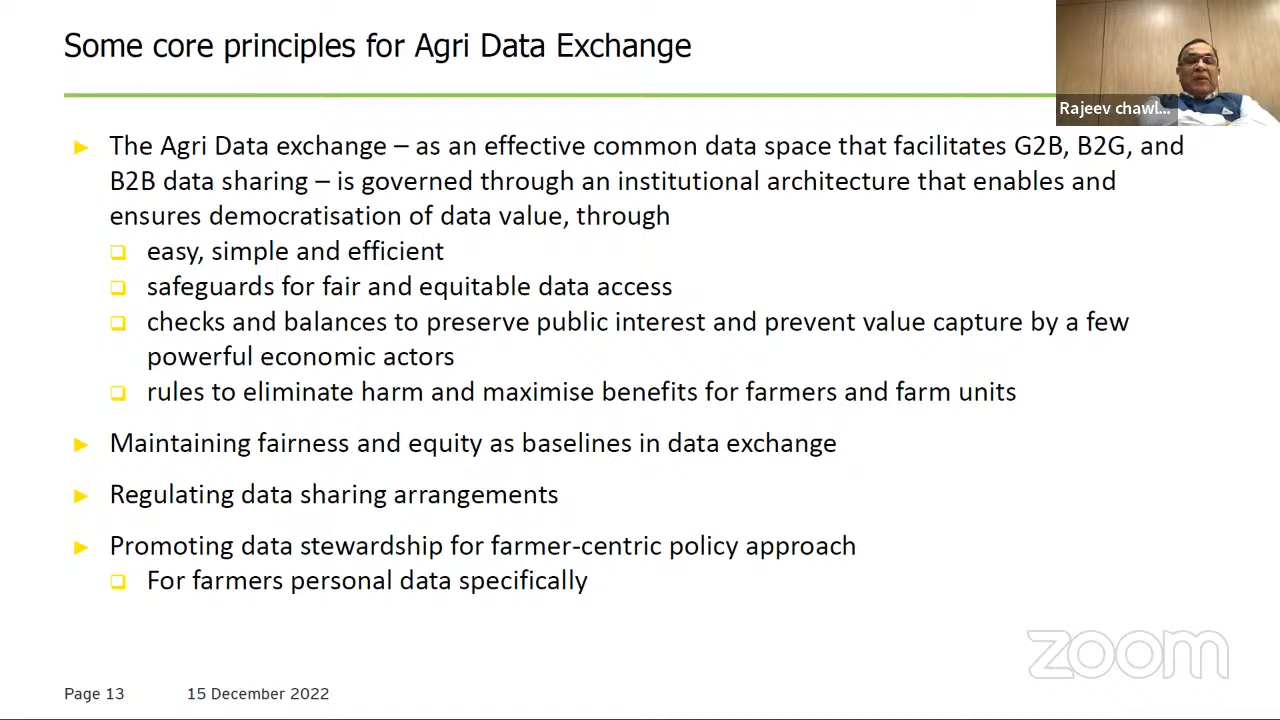 Some core principles for Agri Data Exchange
Rajeev chawl...
The Agri Data exchange – as an effective common data space that facilitates G2B, B2G, and
B2B data sharing – is governed through an institutional architecture that enables and
ensures democratisation of data value, through
easy, simple and efficient
safeguards for fair and equitable data access
checks and balances to preserve public interest and prevent value capture by a few
powerful economic actors
rules to eliminate harm and maximise benefits for farmers and farm units
Maintaining fairness and equity as baselines in data exchange
Regulating data sharing arrangements
Promoting data stewardship for farmer-centric policy approach
For farmers personal data specifically
zoom
Page 13 15 December 2022